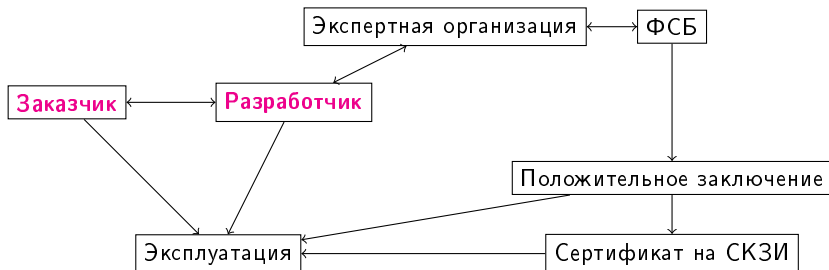 Экспертная организация
ФСБ
Заказчик
Разработчик
Положительное заключение
Эксплуатация
Сертификат на СКЗИ